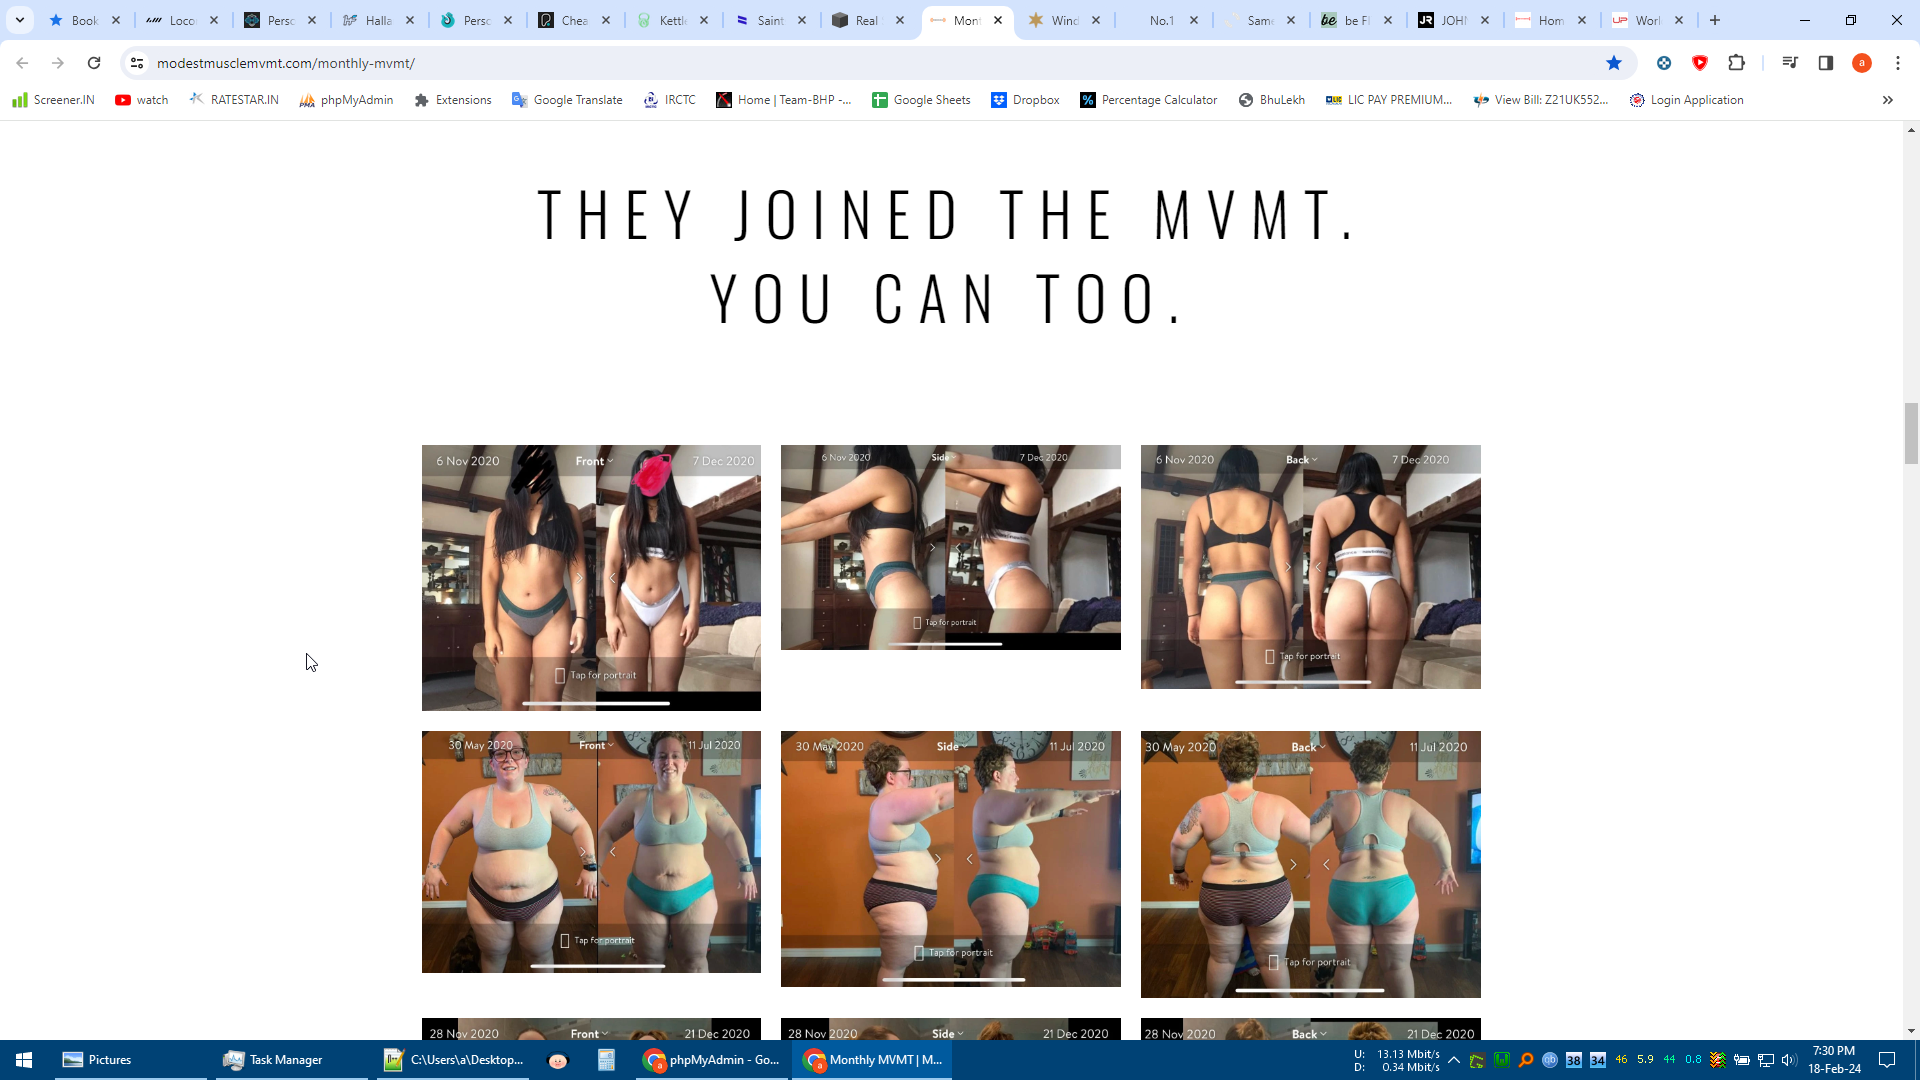 Book
Loco
Perso
Halla
Perso
Chea
Kettle
Saint
Real
Mont
Wind
No.1
Same
be Fl
JOHN
Hom
Worl
modestmusclemvmt.com/monthly-mvmt/
a
Screener.IN
watch
RATESTAR.IN
phpMyAdmin
Extensions
Google Translate
IRCTC
Home | Team-BHP -...
Google Sheets
Dropbox
Percentage Calculator
BhuLekh
LIC PAY PREMIUM...
View Bill: Z21UK552...
Login Application
THEY JOINED THE MVMT.
YOU CAN TOO.
6 Nov 2020 Front 7 Dec 2020
Tap for portrait
6 Nov 2020 Side 7 Dec 2020
Tap for portrait
6 Nov 2020 Back 7 Dec 2020
Tap for portrait
30 May 2020 Front 11 Jul 2020
Tap for portrait
30 May 2020 Side 11 Jul 2020
Tap for portrait
30 May 2020 Back 11 Jul 2020
Tap for portrait
28 Nov 2020 Front 21 Dec 2020
28 Nov 2020 Side 21 Dec 2020
28 Nov 2020 Back 21 Dec 2020
Pictures
Task Manager
C:\Users\a\Desktop...
phpMyAdmin - Go...
Monthly MVMT | M...
U: 13.13 Mbit/s
D: 0.34 Mbit/s
38 34 46 5.9 44 0.8
7:30 PM
18-Feb-24